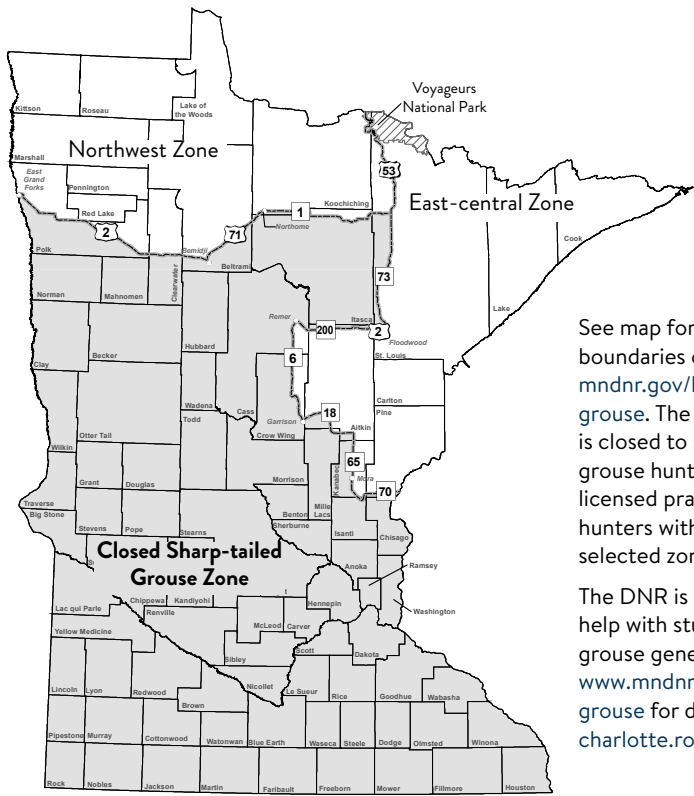 Kittson
Roseau
Lake of
the Woods
Voyageurs
National Park
Marshall
Northwest Zone
East
Grand
Forks
Pennington
Red Lake
53
1
Koochiching
East-central Zone
2
71
Northome
Polk
Bemidji
Beltrami
Clearwater
Cook
73
Lake
Norman
Mahnomen
Remer
Itasca
200
2
Floodwood
St. Louis
Hubbard
6
Clay
Becker
Cass
Wadena
Todd
18
Garrison
Crow Wing
Aitkin
Carlton
Pine
Otter Tail
Wilkin
65
Kanabec
Mora
70
Grant
Douglas
Morrison
Mille
Lacs
Benton
Sherburne
Traverse
Big Stone
Stevens
Pope
Stearns
Isanti
Chisago
Closed Sharp-tailed
Grouse Zone
Anoka
Ramsey
Washington
Chippewa
Kandiyohi
Hennepin
Lac qui Parle
Renville
McLeod
Carver
Yellow Medicine
Scott
Dakota
Sibley
Lincoln
Lyon
Redwood
Nicollet
Le Sueur
Rice
Goodhue
Wabasha
Brown
Pipestone
Murray
Cottonwood
Watonwan
Blue Earth
Waseca
Steele
Dodge
Olmsted
Winona
Rock
Nobles
Jackson
Martin
Faribault
Freeborn
Mower
Fillmore
Houston
See map for
boundaries
mndnr.gov/
grouse. The
is closed to
grouse hunt
licensed pra
hunters with
selected zon
The DNR is
help with stu
grouse gene
www.mndnr
grouse for d
charlotte.ro